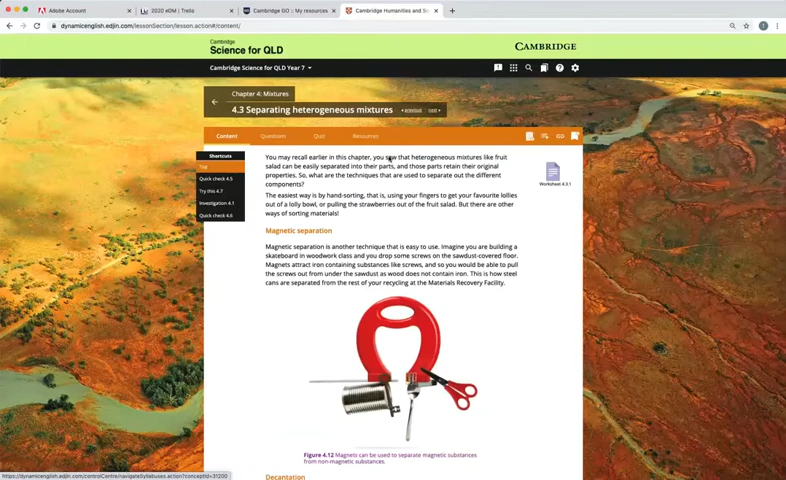 Adobe Account
2020 eDM | Trello
Cambridge GO :: My resources
Cambridge Humanities and So
dynamicenglish.edjin.com/lessonSection/lesson.action#/content/
Cambridge
Science for QLD
CAMBRIDGE
Cambridge Science for QLD Year 7
Chapter 4: Mixtures
4.3 Separating heterogeneous mixtures
Content
Questions
Quiz
Resources
Shortcuts
Top
Quick check 4.5
Try this 4.7
Investigation 4.1
Quick check 4.6
You may recall earlier in this chapter, you saw that heterogeneous mixtures like fruit
salad can be easily separated into their parts, and those parts retain their original
properties. So, what are the techniques that are used to separate out the different
components?
The easiest way is by hand-sorting, that is, using your fingers to get your favourite lollies
out of a lolly bowl, or pulling the strawberries out of the fruit salad. But there are other
ways of sorting materials!
Worksheet 4.3.1
Magnetic separation
Magnetic separation is another technique that is easy to use. Imagine you are building a
skateboard in woodwork class and you drop some screws on the sawdust-covered floor.
Magnets attract iron containing substances like screws, and so you would be able to pull
the screws out from under the sawdust as wood does not contain iron. This is how steel
cans are separated from the rest of your recycling at the Materials Recovery Facility.
Figure 4.12 Magnets can be used to separate magnetic substances
from non-magnetic substances.
Decantation
https://dynamicenglish.edjin.com/controlCentre/navigateSyllabuses.action?conceptId=31200